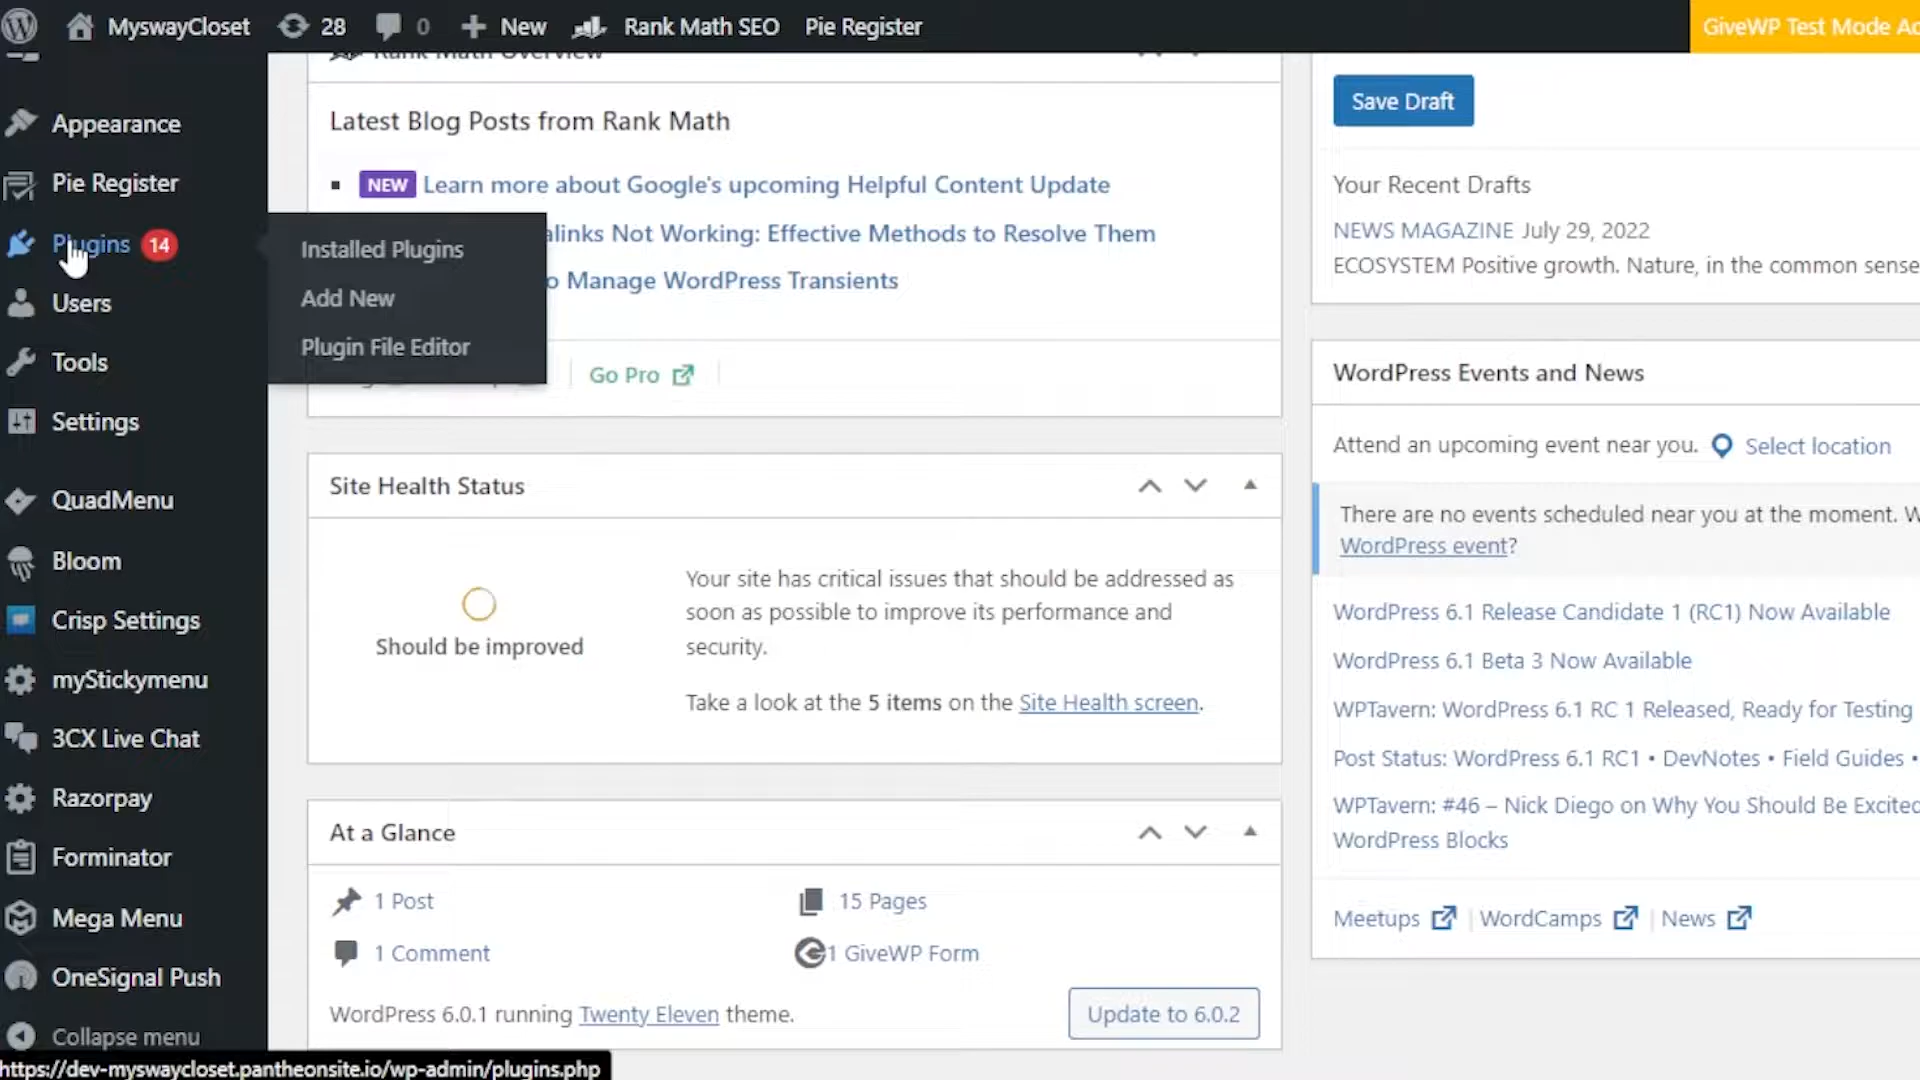 MyswayCloset 28 0 New Rank Math SEO Pie Register GiveWP Test Mode
Appearance
Pie Register
Plugins 14
Users
Tools
Settings
QuadMenu
Bloom
Crisp Settings
myStickymenu
3CX Live Chat
Razorpay
Forminator
Mega Menu
OneSignal Push
Collapse menu
Installed Plugins
Add New
Plugin File Editor
Rank Math Overview
Latest Blog Posts from Rank Math
NEW Learn more about Google's upcoming Helpful Content Update
Not Working: Effective Methods to Resolve Them
Manage WordPress Transients
Go Pro
Site Health Status
Should be improved
Your site has critical issues that should be addressed as
soon as possible to improve its performance and
security.
Take a look at the 5 items on the Site Health screen.
At a Glance
1 Post
15 Pages
1 Comment
1 GiveWP Form
WordPress 6.0.1 running Twenty Eleven theme.
Update to 6.0.2
Save Draft
Your Recent Drafts
NEWS MAGAZINE July 29, 2022
ECOSYSTEM Positive growth. Nature, in the common sense
WordPress Events and News
Attend an upcoming event near you. Select location
There are no events scheduled near you at the moment.
WordPress event?
WordPress 6.1 Release Candidate 1 (RC1) Now Available
WordPress 6.1 Beta 3 Now Available
WPTavern: WordPress 6.1 RC 1 Released, Ready for Testing
Post Status: WordPress 6.1 RC1 • DevNotes • Field Guides •
WPTavern: #46 – Nick Diego on Why You Should Be Excited
WordPress Blocks
Meetups | WordCamps | News
https://dev-myswaycloset.pantheonsite.io/wp-admin/plugins.php